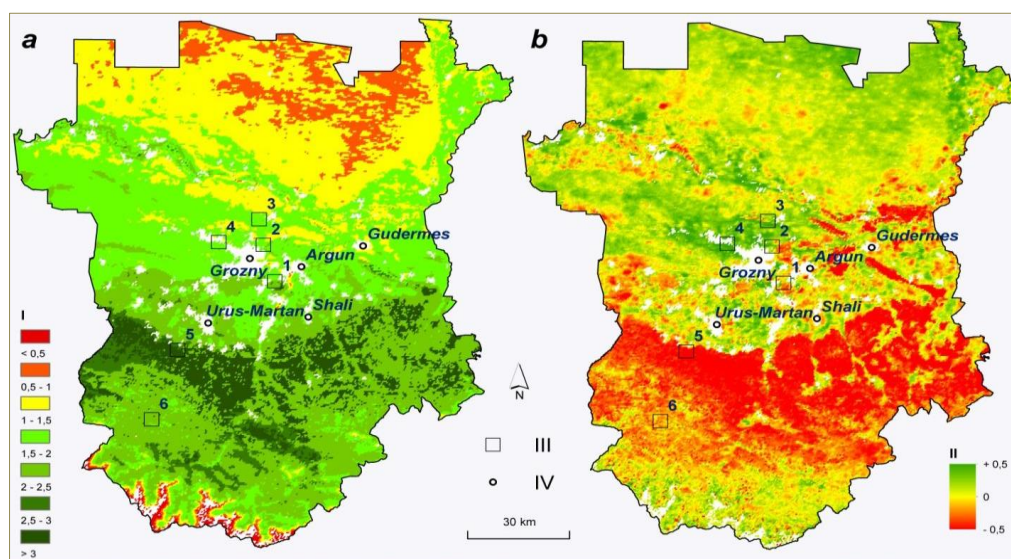 a
3
4
2
Gudermes
Grozny
1
Argun
Urus-Martan
Shali
5
6
I
< 0,5
0,5 - 1
1 - 1,5
1,5 - 2
2 - 2,5
2,5 - 3
> 3
N
III
IV
30 km
b
3
4
2
Gudermes
Grozny
1
Argun
Urus-Martan
Shali
5
6
II
+ 0,5
0
- 0,5